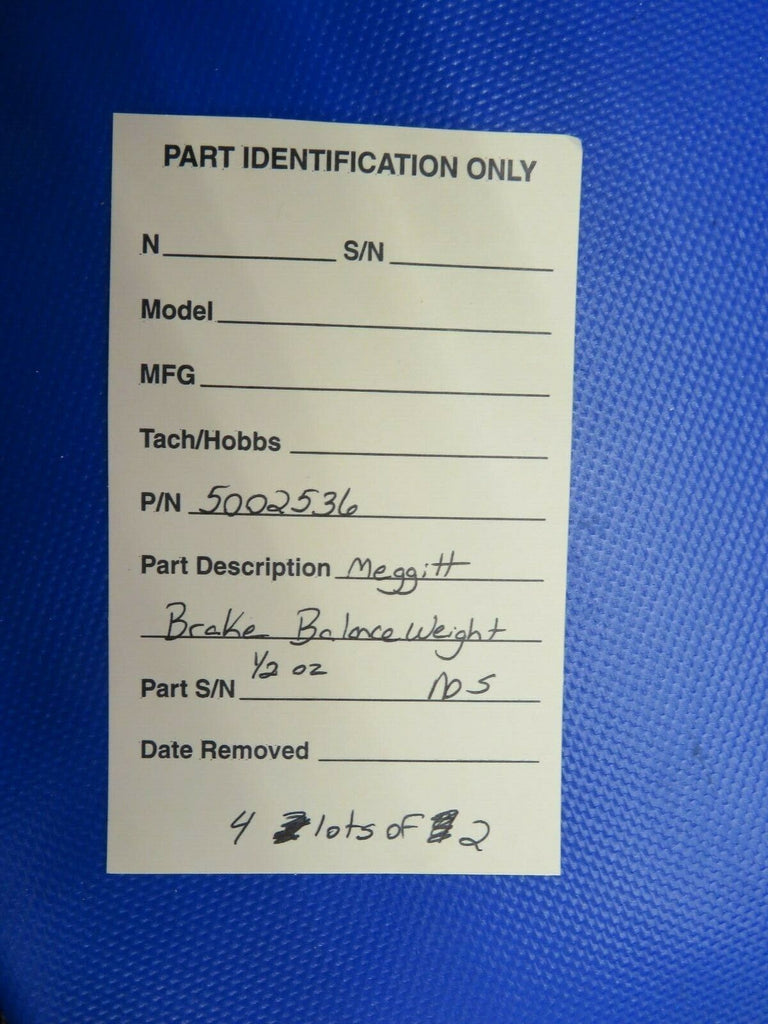 PART IDENTIFICATION ONLY
N S/N
Model
MFG
Tach/Hobbs
P/N 5002536
Part Description Meggitt
Brake Balance Weight
1/2 oz
Part S/N NOS
Date Removed
4 lots of 2